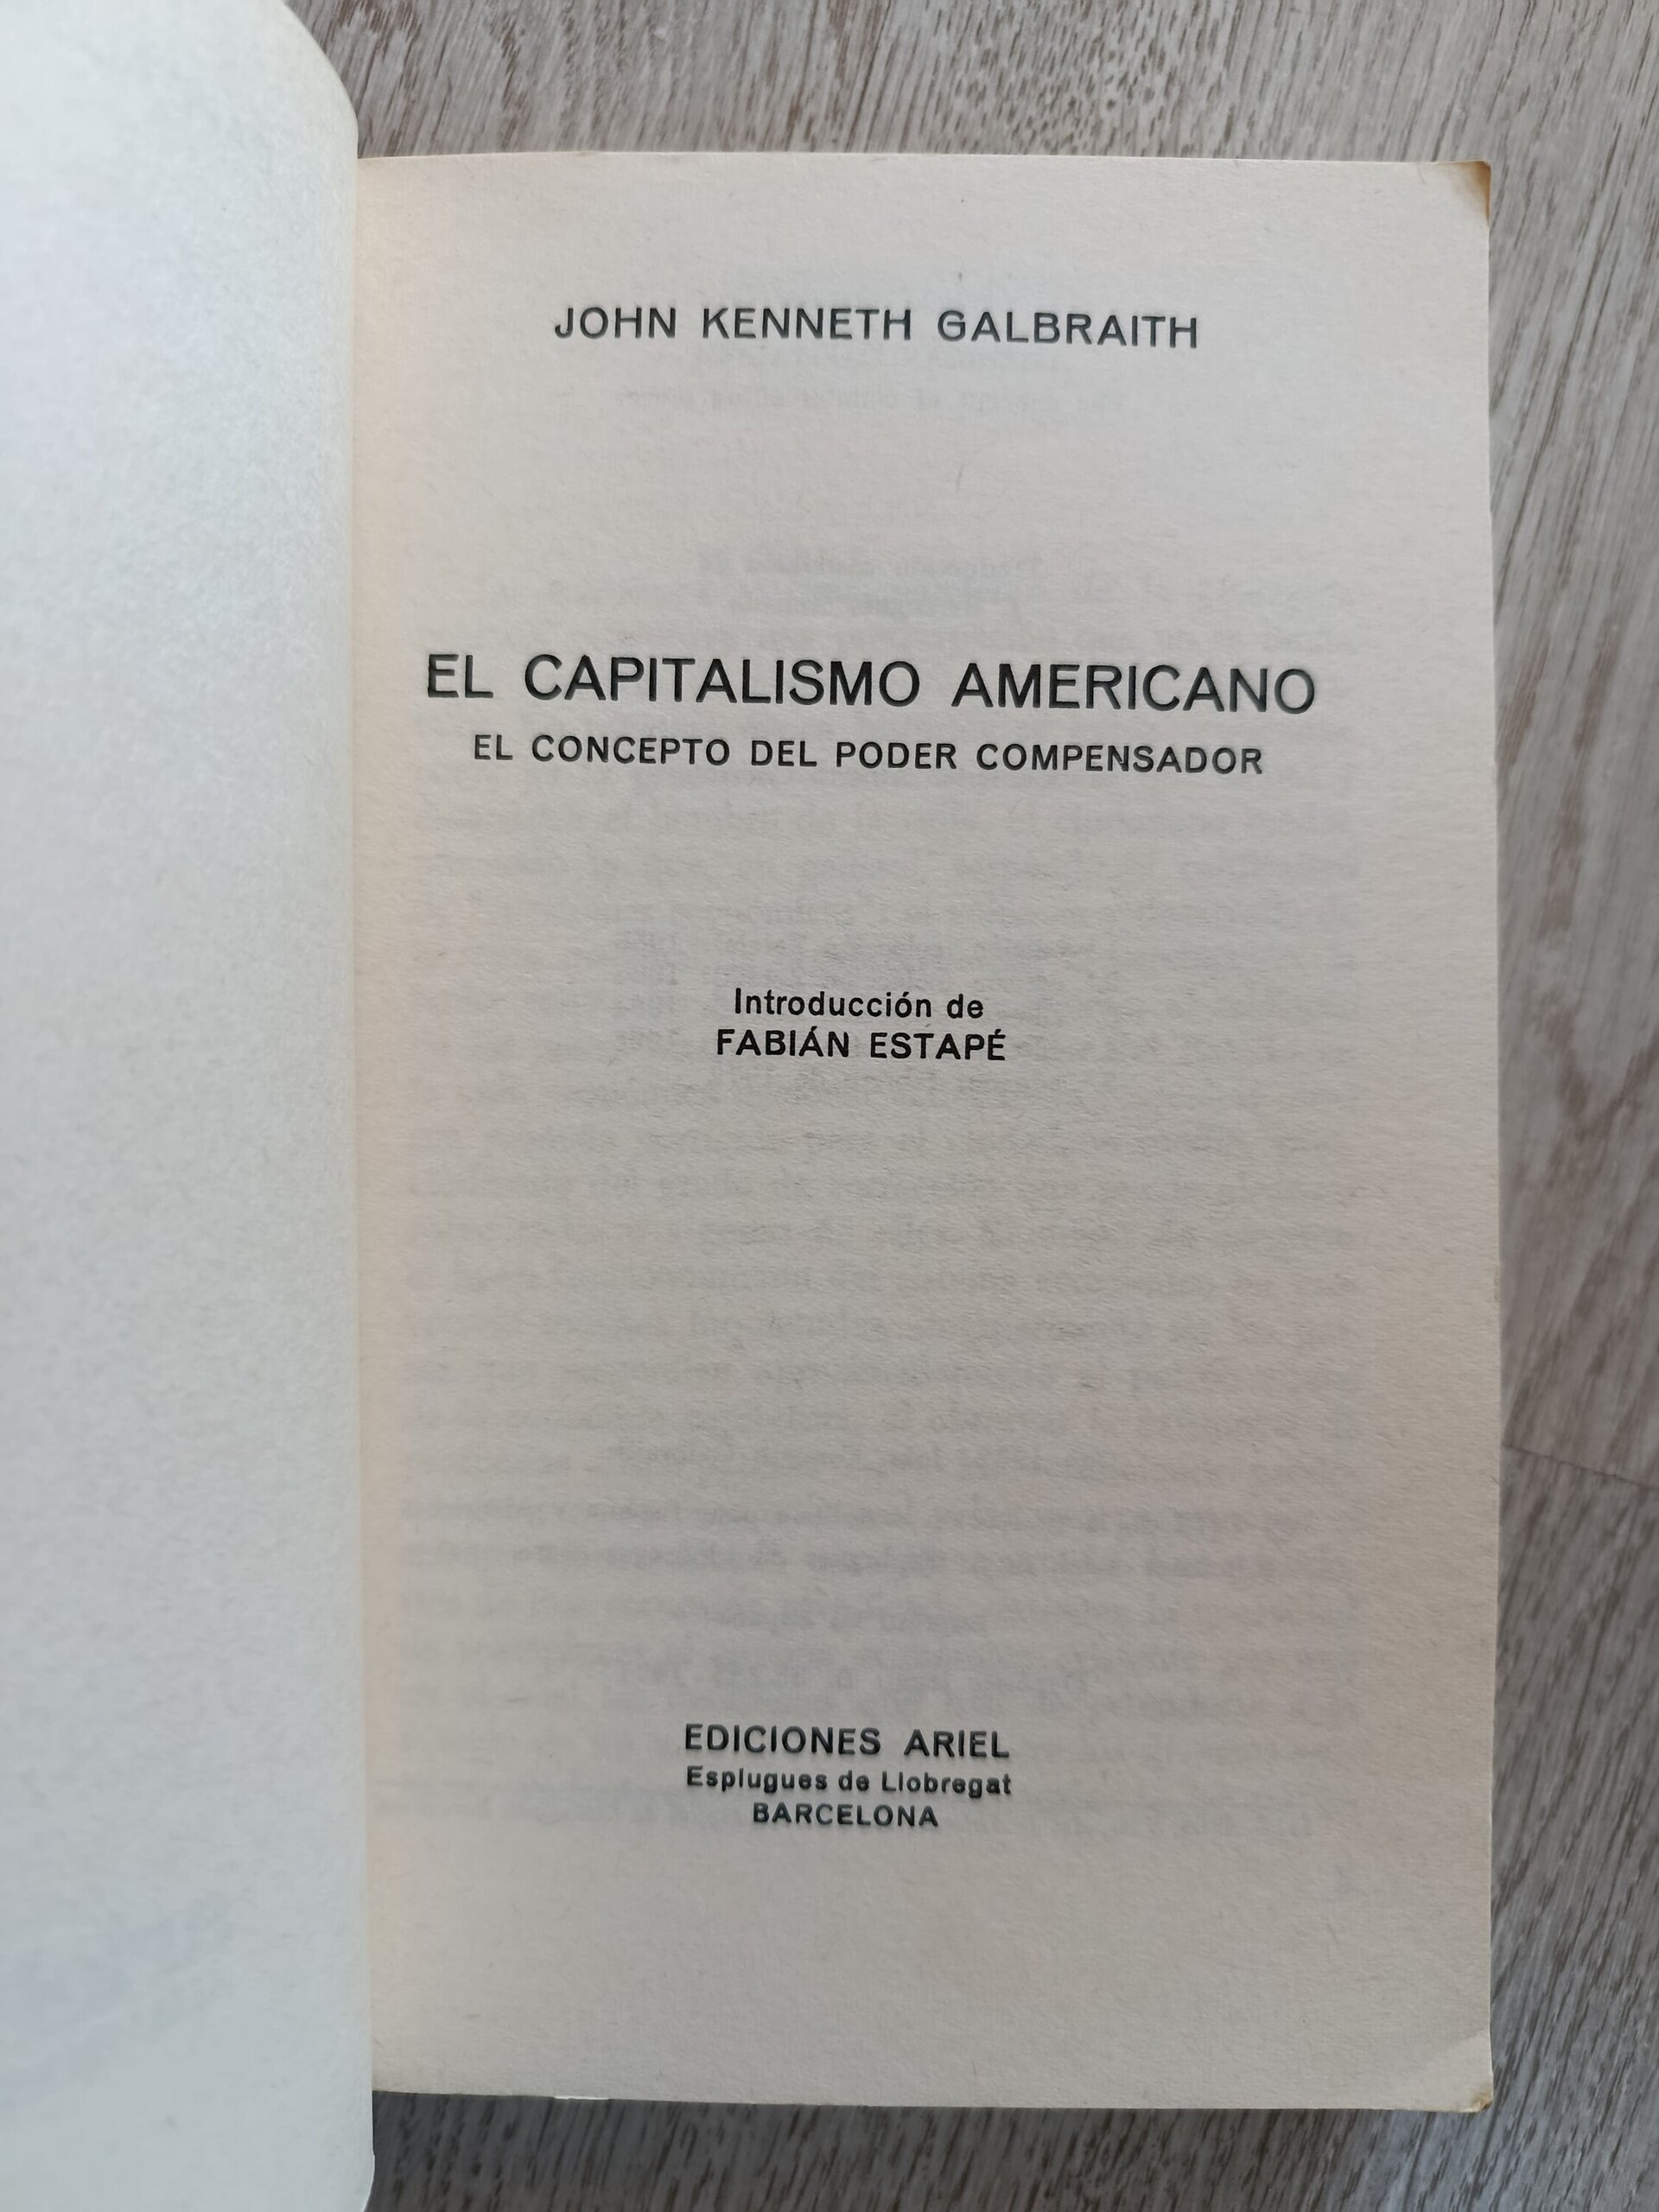 JOHN KENNETH GALBRAITH
EL CAPITALISMO AMERICANO
EL CONCEPTO DEL PODER COMPENSADOR
Introducción de
FABIÁN ESTAPÉ
EDICIONES ARIEL
Esplugues de Llobregat
BARCELONA